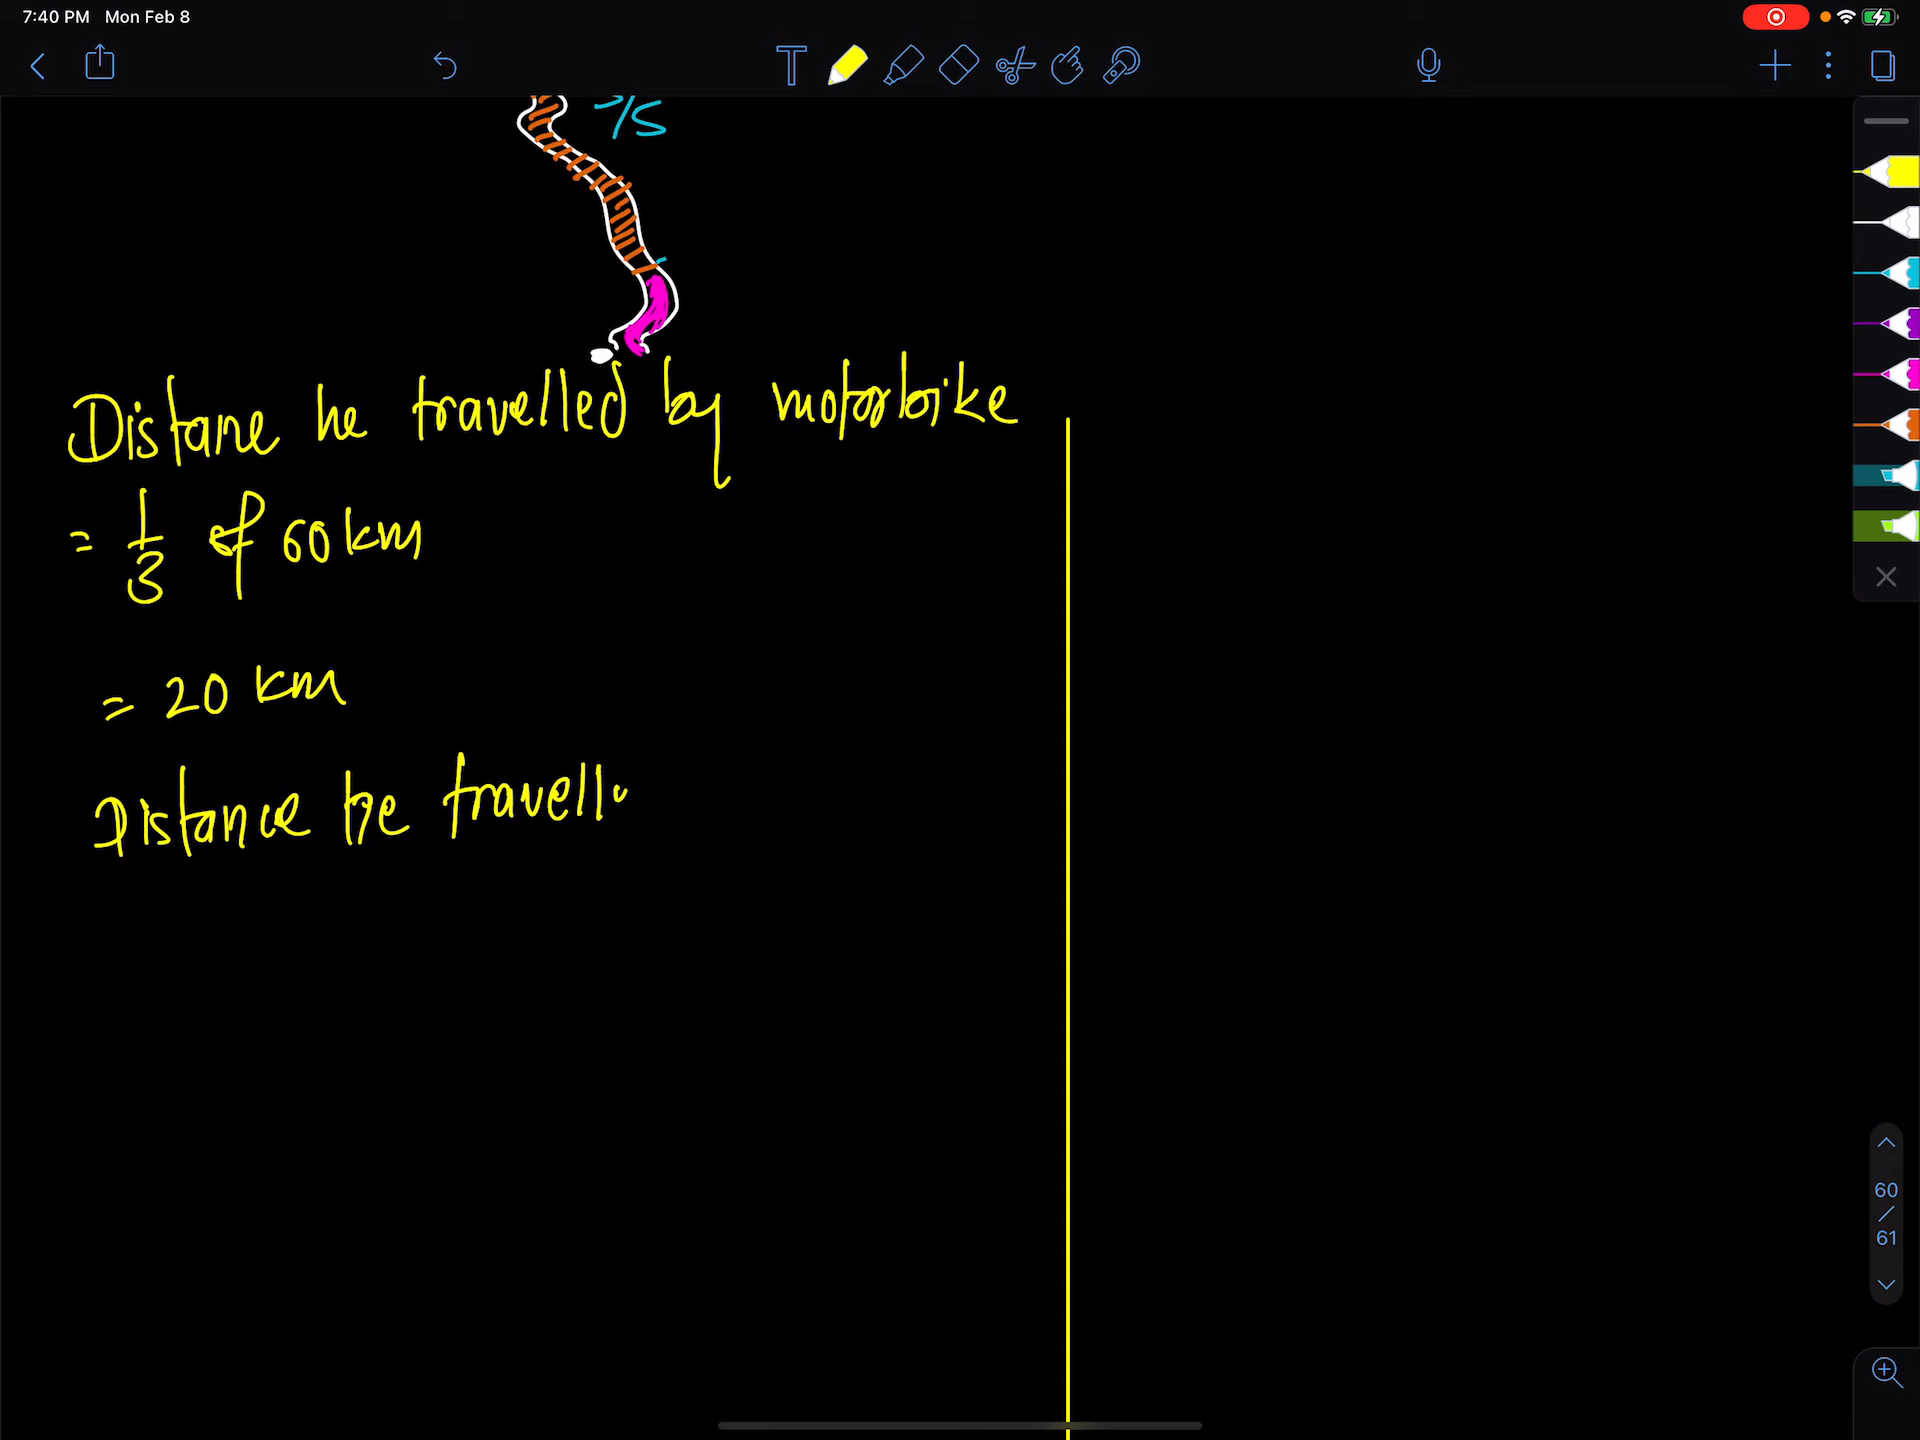 7:40 PM Mon Feb 8
/5
Distane he travelled by motorbike
= 1/3 of 60 km
= 20 km
Distance he travell
60
/
61